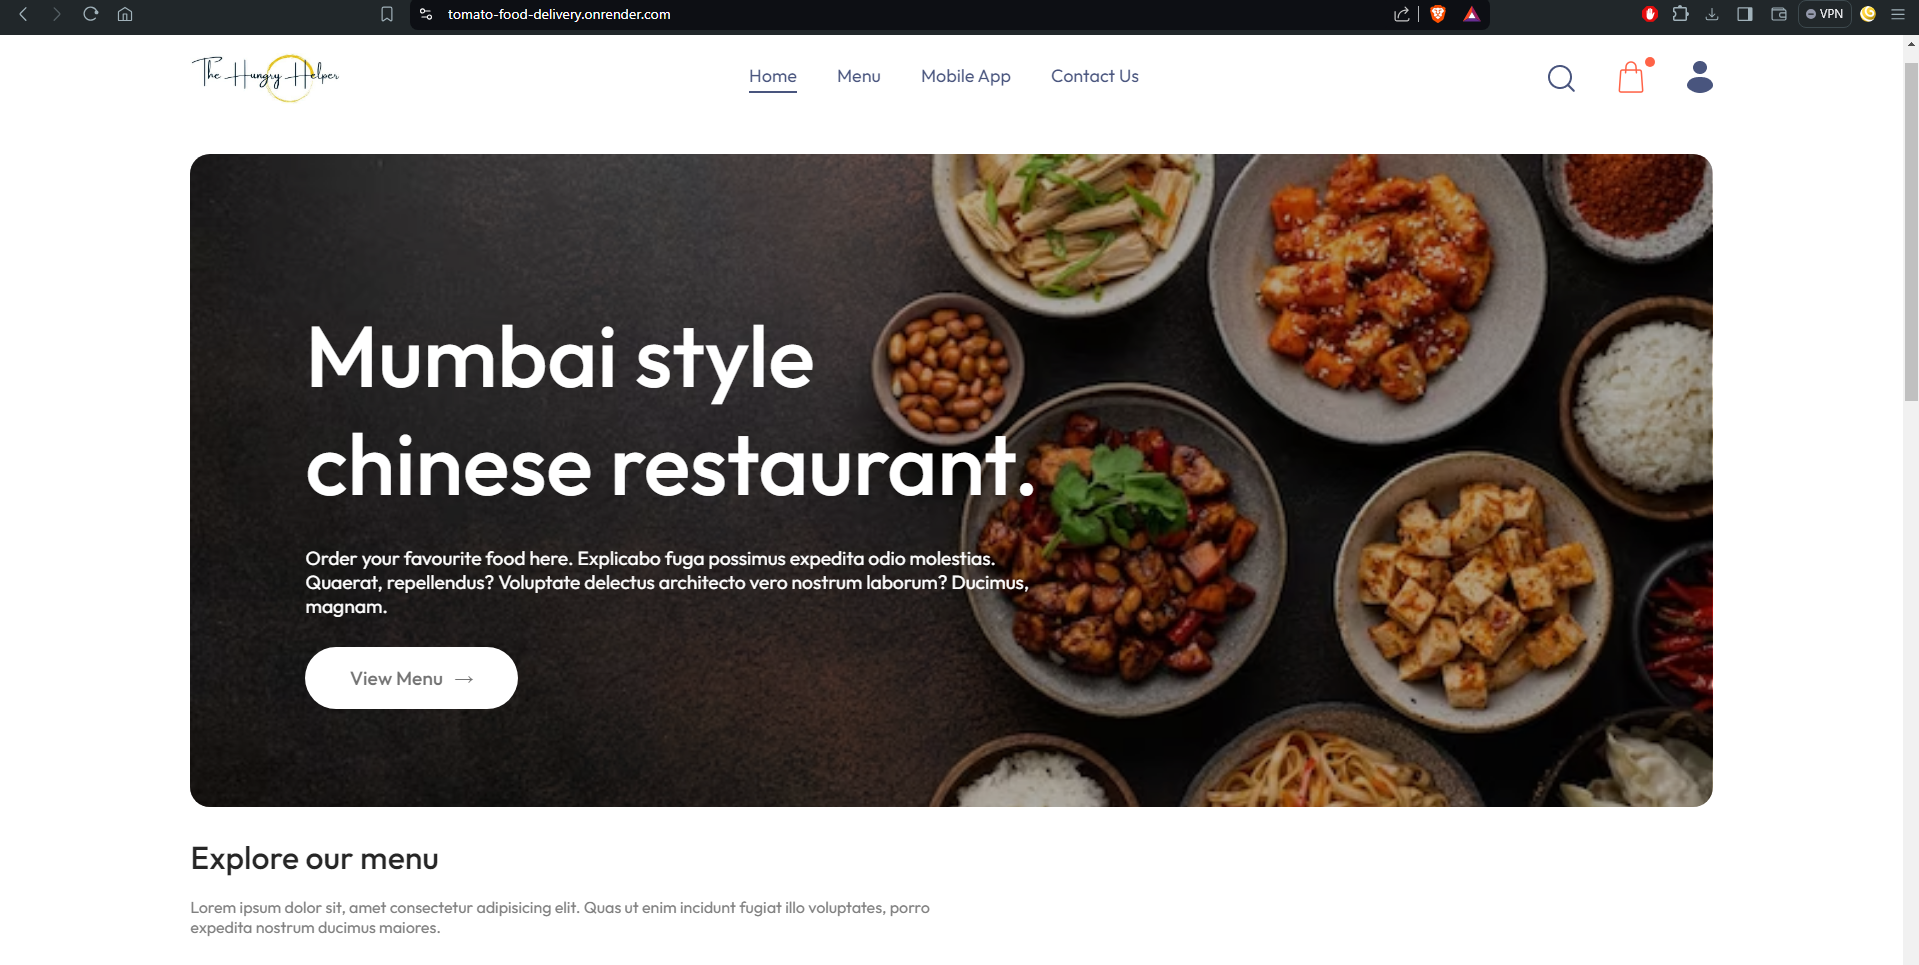 tomato-food-delivery.onrender.com
VPN
The Hungry Helper
Home Menu Mobile App Contact Us
Mumbai style
chinese restaurant.
Order your favourite food here. Explicabo fuga possimus expedita odio molestias.
Quaerat, repellendus? Voluptate delectus architecto vero nostrum laborum? Ducimus,
magnam.
View Menu →
Explore our menu
Lorem ipsum dolor sit, amet consectetur adipisicing elit. Quas ut enim incidunt fugiat illo voluptates, porro
expedita nostrum ducimus maiores.